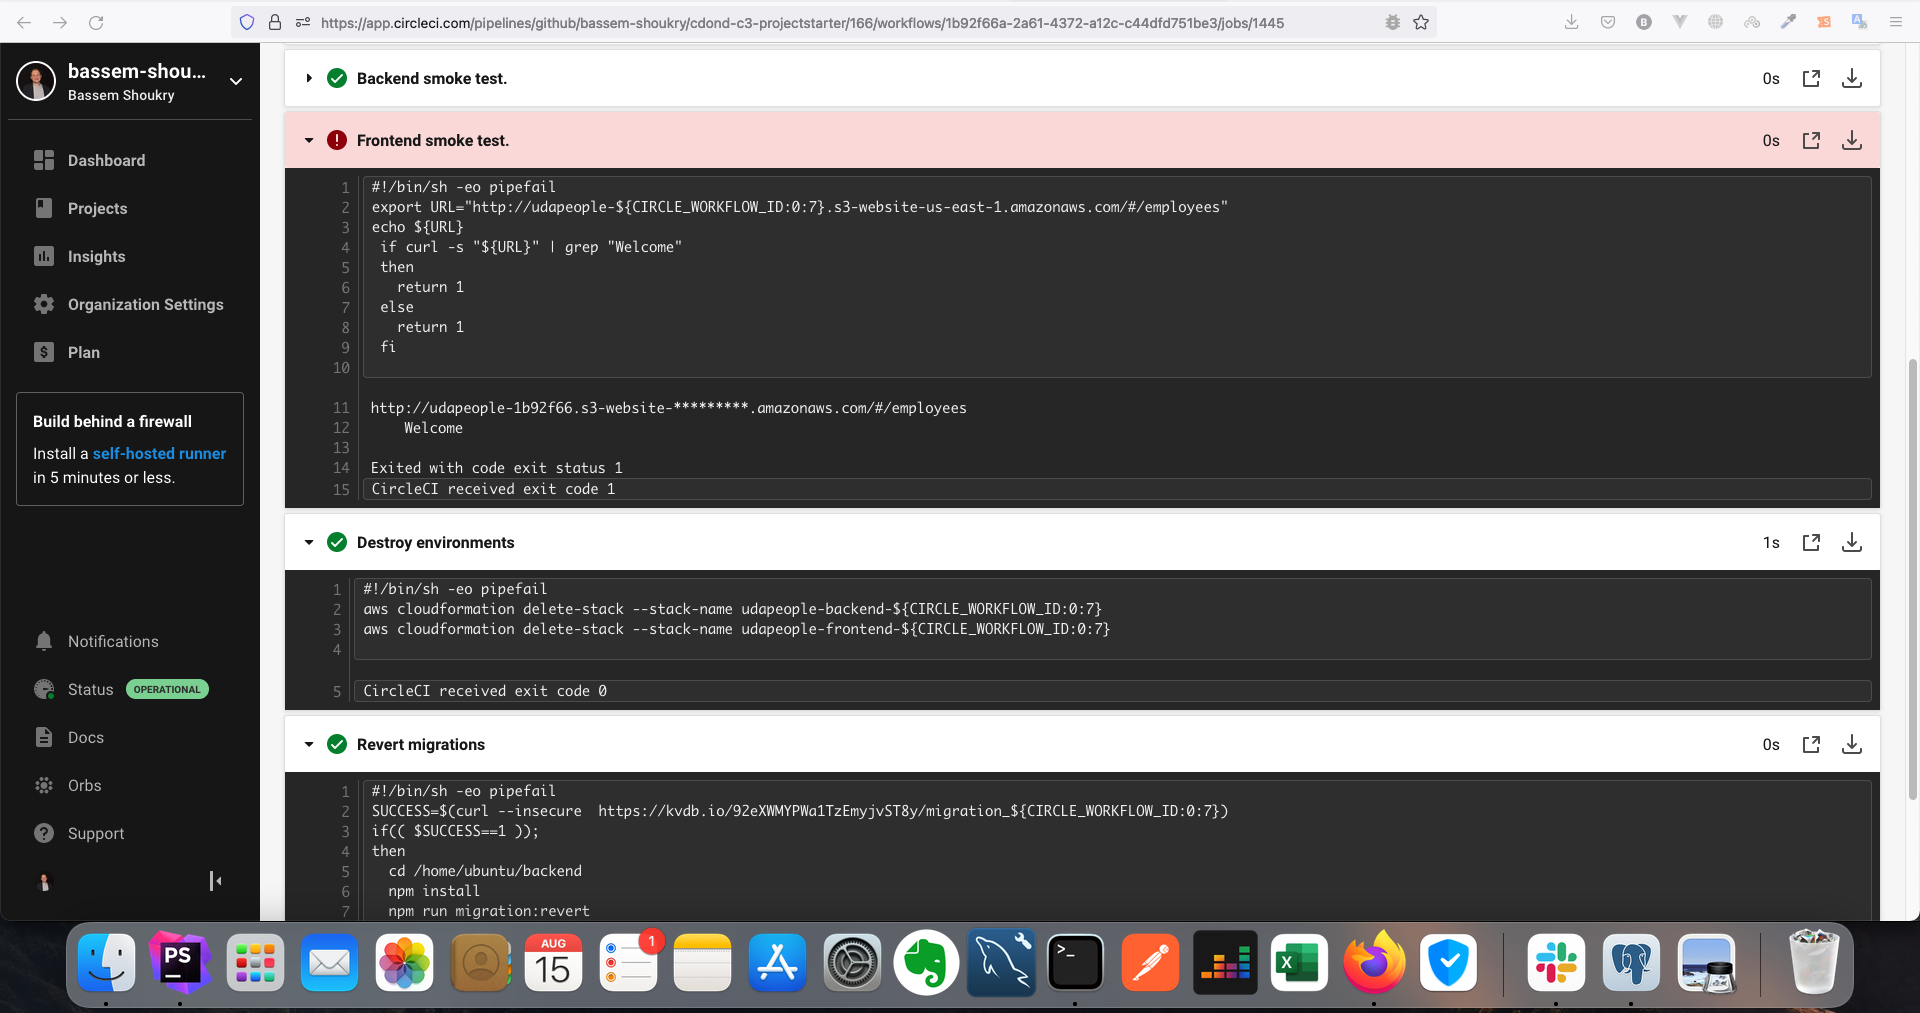 https://app.circleci.com/pipelines/github/bassem-shoukry/cdond-c3-projectstarter/166/workflows/1b92f66a-2a61-4372-a12c-c44dfd751be3/jobs/1445
bassem-shou...
Bassem Shoukry
Dashboard
Projects
Insights
Organization Settings
Plan
Build behind a firewall
Install a self-hosted runner
in 5 minutes or less.
Notifications
Status OPERATIONAL
Docs
Orbs
Support
Backend smoke test. 0s
Frontend smoke test. 0s
1 #!/bin/sh -eo pipefail
2 export URL="http://udapeople-${CIRCLE_WORKFLOW_ID:0:7}.s3-website-us-east-1.amazonaws.com/#/employees"
3 echo ${URL}
4 if curl -s "${URL}" | grep "Welcome"
5 then
6 return 1
7 else
8 return 1
9 fi
10
11 http://udapeople-1b92f66.s3-website-*********.amazonaws.com/#/employees
12 Welcome
13
14 Exited with code exit status 1
15 CircleCI received exit code 1
Destroy environments 1s
1 #!/bin/sh -eo pipefail
2 aws cloudformation delete-stack --stack-name udapeople-backend-${CIRCLE_WORKFLOW_ID:0:7}
3 aws cloudformation delete-stack --stack-name udapeople-frontend-${CIRCLE_WORKFLOW_ID:0:7}
4
5 CircleCI received exit code 0
Revert migrations 0s
1 #!/bin/sh -eo pipefail
2 SUCCESS=$(curl --insecure  https://kvdb.io/92eXWMYPWa1TzEmyjvST8y/migration_${CIRCLE_WORKFLOW_ID:0:7})
3 if(( $SUCCESS==1 ));
4 then
5 cd /home/ubuntu/backend
6 npm install
7 npm run migration:revert
PS
AUG
15
1
>_
X